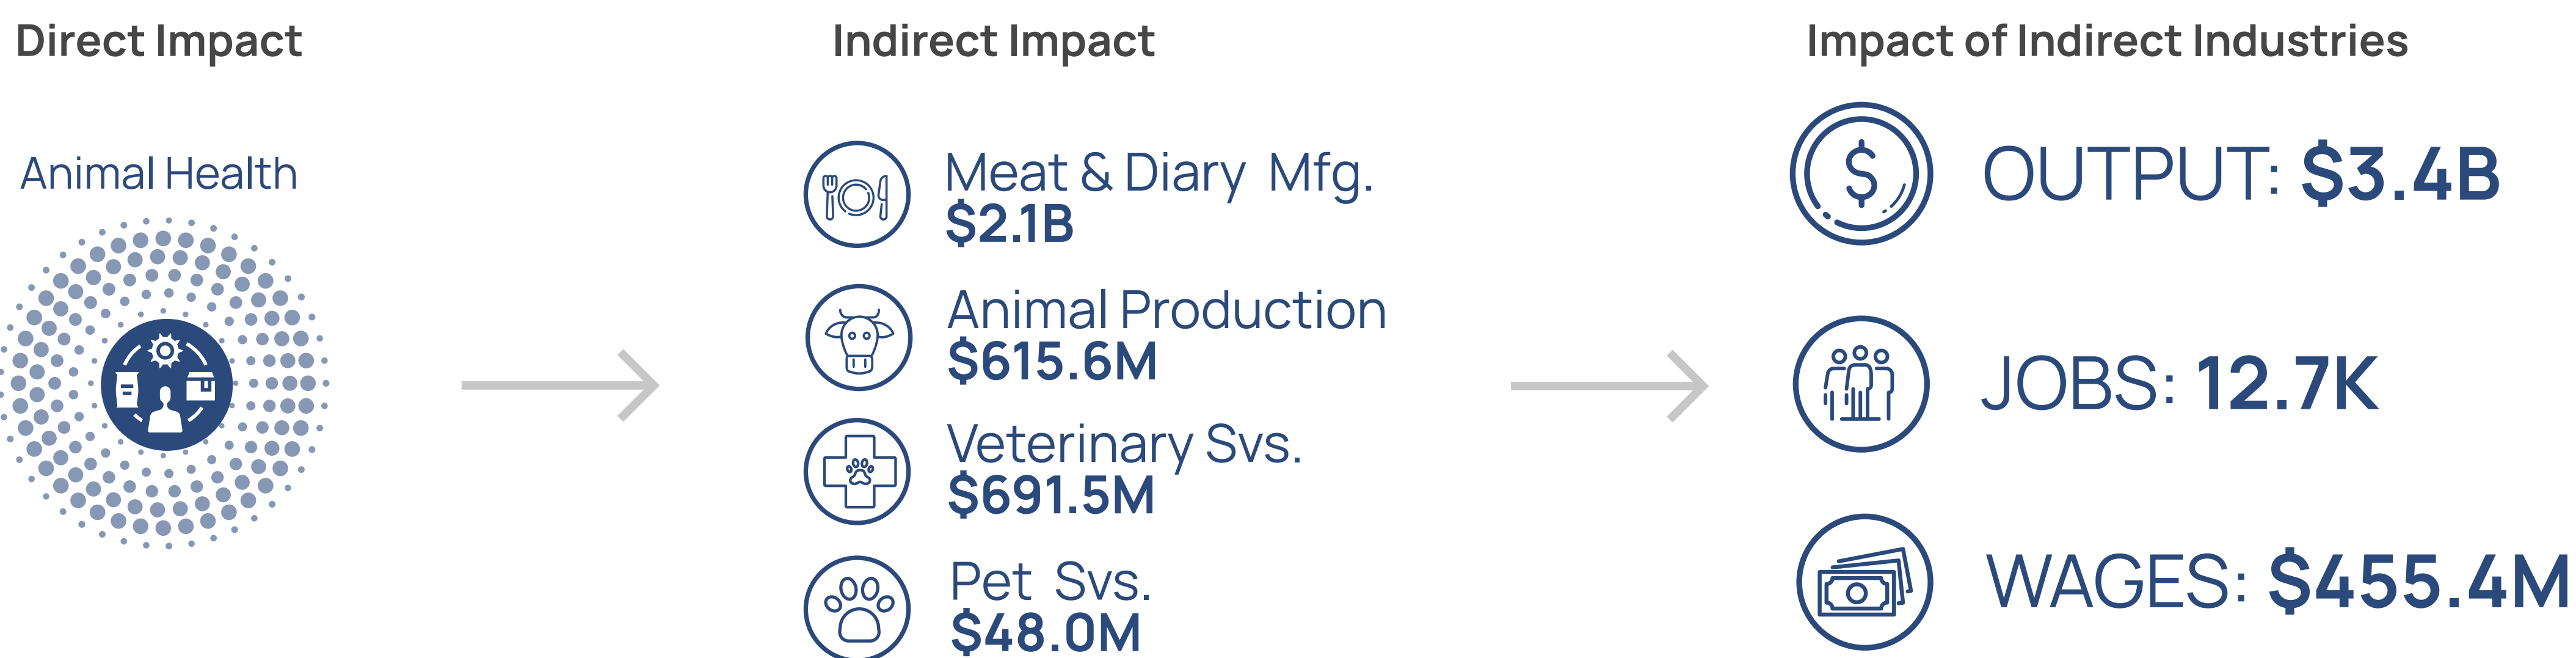 Direct Impact
Animal Health
Indirect Impact
Meat & Diary Mfg.
$2.1B
Animal Production
$615.6M
Veterinary Svs.
$691.5M
Pet Svs.
$48.0M
Impact of Indirect Industries
OUTPUT: $3.4B
JOBS: 12.7K
WAGES: $455.4M